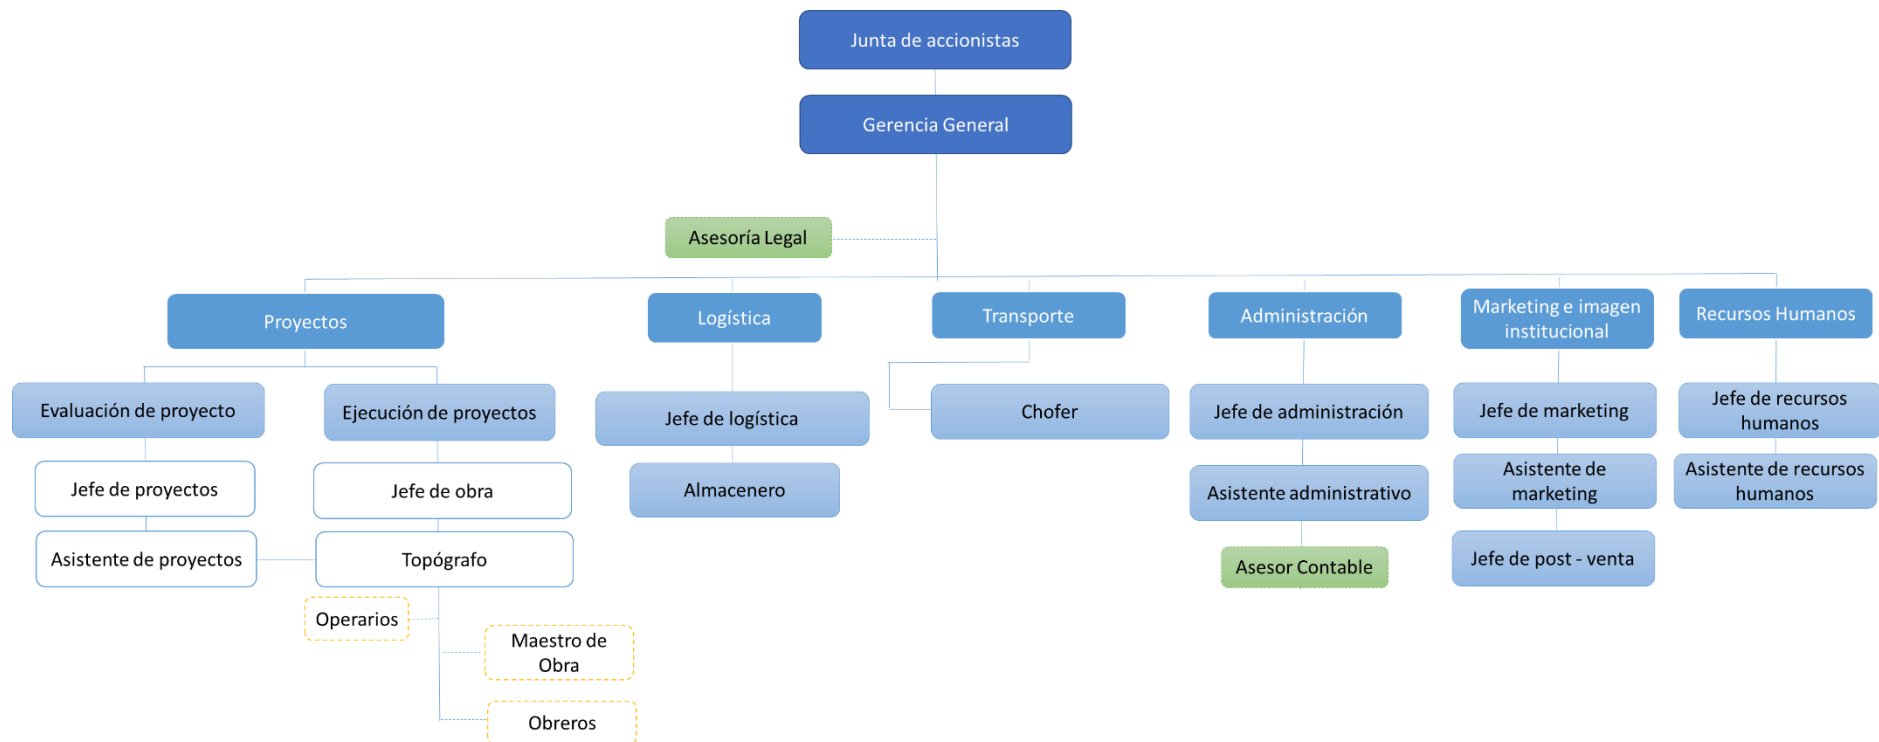 Junta de accionistas
Gerencia General
Asesoría Legal
Proyectos
Logística
Transporte
Administración
Marketing e imagen
institucional
Recursos Humanos
Evaluación de proyecto
Ejecución de proyectos
Jefe de logística
Chofer
Jefe de administración
Jefe de marketing
Jefe de recursos
humanos
Jefe de proyectos
Jefe de obra
Almacenero
Asistente administrativo
Asistente de
marketing
Asistente de recursos
humanos
Asistente de proyectos
Topógrafo
Asesor Contable
Jefe de post - venta
Operarios
Maestro de
Obra
Obreros